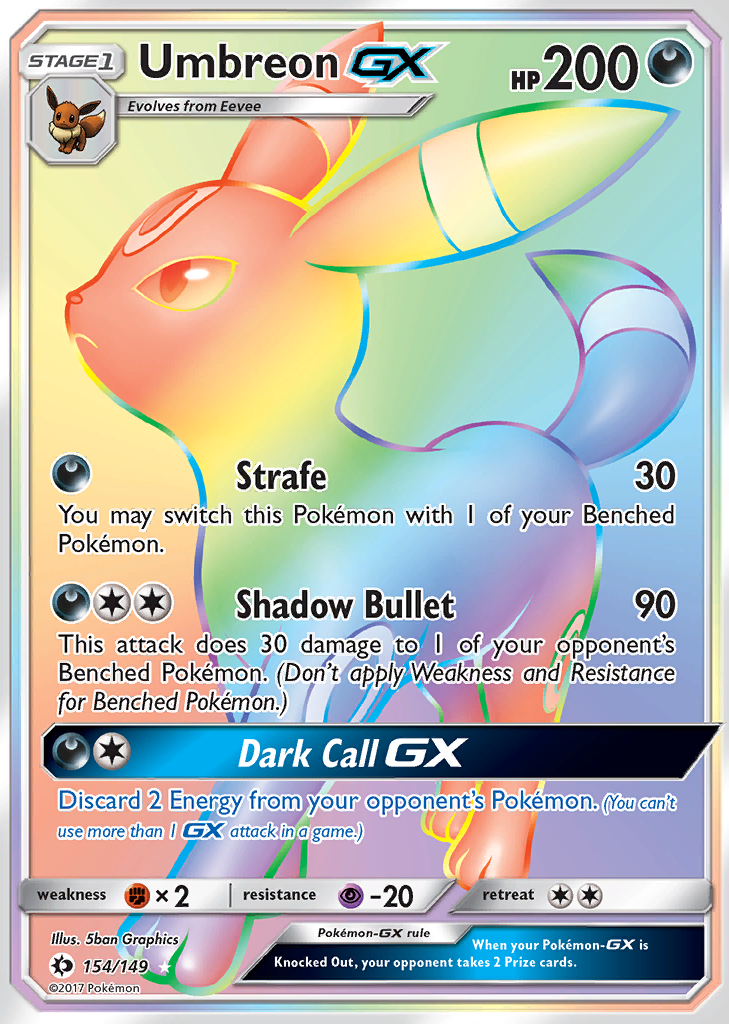 STAGE 1 Umbreon GX HP 200
Evolves from Eevee
Strafe 30
You may switch this Pokémon with 1 of your Benched
Pokémon.
Shadow Bullet 90
This attack does 30 damage to 1 of your opponent's
Benched Pokémon. (Don't apply Weakness and Resistance
for Benched Pokémon.)
Dark Call GX
Discard 2 Energy from your opponent's Pokémon. (You can't
use more than 1 GX attack in a game.)
weakness ×2 resistance -20 retreat
Illus. 5ban Graphics
154/149
©2017 Pokémon
Pokémon-GX rule
When your Pokémon-GX is
Knocked Out, your opponent takes 2 Prize cards.